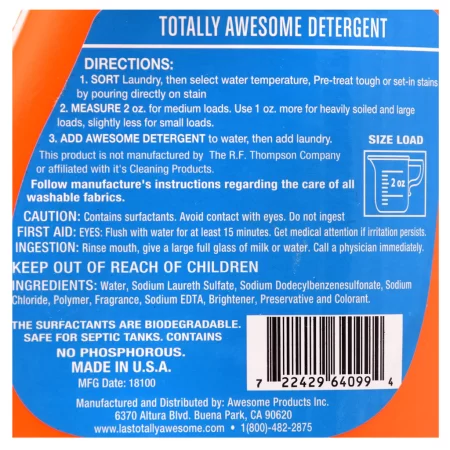 TOTALLY AWESOME DETERGENT
DIRECTIONS:
1. SORT Laundry, then select water temperature, Pre-treat tough or set-in stains
by pouring directly on stain
2. MEASURE 2 oz. for medium loads. Use 1 oz. more for heavily soiled and large
loads, slightly less for small loads.
3. ADD AWESOME DETERGENT to water, then add laundry.
SIZE LOAD
2 oz
This product is not manufactured by The R.F. Thompson Company
or affiliated with it's Cleaning Products.
Follow manufacture's instructions regarding the care of all
washable fabrics.
CAUTION: Contains surfactants. Avoid contact with eyes. Do not ingest
FIRST AID: EYES: Flush with water for at least 15 minutes. Get medical attention if irritation persists.
INGESTION: Rinse mouth, give a large full glass of milk or water. Call a physician immediately.
KEEP OUT OF REACH OF CHILDREN
INGREDIENTS: Water, Sodium Laureth Sulfate, Sodium Dodecylbenzenesulfonate, Sodium
Chloride, Polymer, Fragrance, Sodium EDTA, Brightener, Preservative and Colorant.
THE SURFACTANTS ARE BIODEGRADABLE.
SAFE FOR SEPTIC TANKS. CONTAINS
NO PHOSPHOROUS.
MADE IN U.S.A.
MFG Date: 18100
7 22429 64099 4
Manufactured and Distributed by: Awesome Products Inc.
6370 Altura Blvd. Buena Park, CA 90620
www.lastotallyawesome.com • 1(800)-482-2875